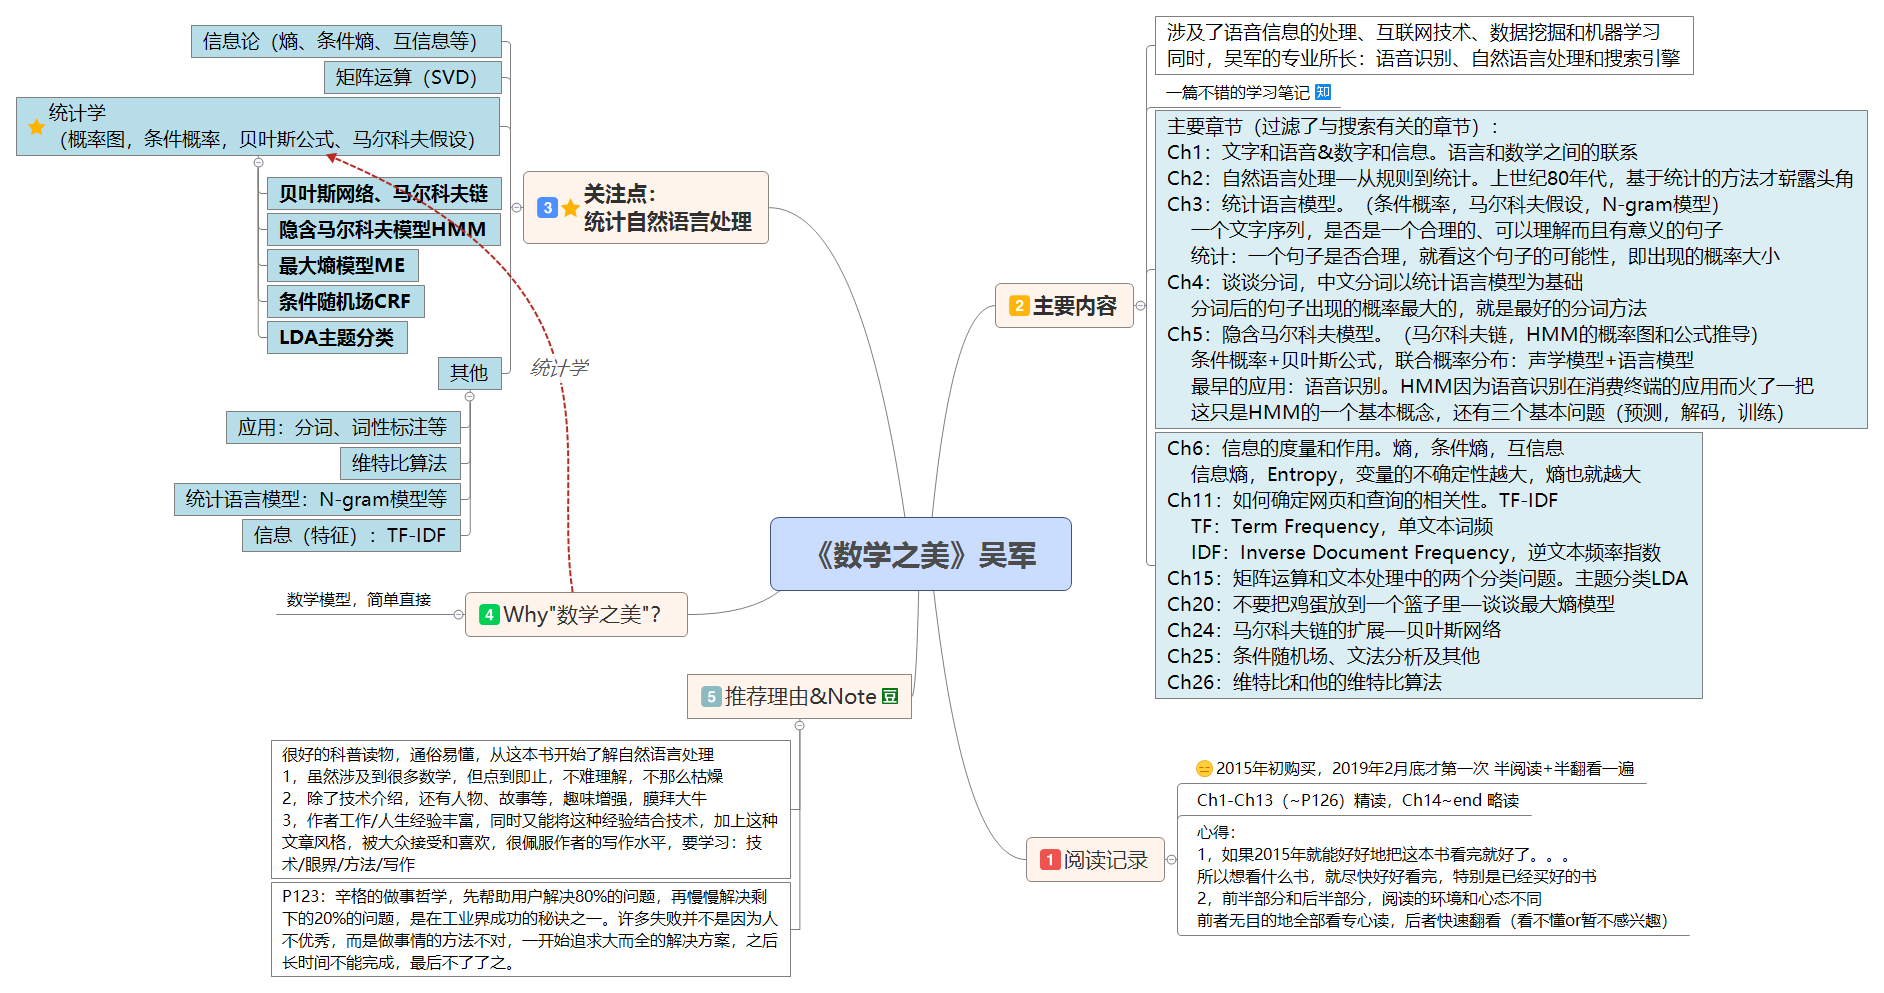 《数学之美》吴军
1 阅读记录
2015年初购买，2019年2月底才第一次 半阅读+半翻看一遍
Ch1-Ch13（~P126）精读，Ch14~end 略读
心得：
1，如果2015年就能好好地把这本书看完就好了。。。
所以想看什么书，就尽快好好看完，特别是已经买好的书
2，前半部分和后半部分，阅读的环境和心态不同
前者无目的地全部看专心读，后者快速翻看（看不懂or暂不感兴趣）
2 主要内容
涉及了语音信息的处理、互联网技术、数据挖掘和机器学习
同时，吴军的专业所长：语音识别、自然语言处理和搜索引擎
一篇不错的学习笔记 知
主要章节（过滤了与搜索有关的章节）：
Ch1：文字和语音&数字和信息。语言和数学之间的联系
Ch2：自然语言处理—从规则到统计。上世纪80年代，基于统计的方法才崭露头角
Ch3：统计语言模型。（条件概率，马尔科夫假设，N-gram模型）
一个文字序列，是否是一个合理的、可以理解而且有意义的句子
统计：一个句子是否合理，就看这个句子的可能性，即出现的概率大小
Ch4：谈谈分词，中文分词以统计语言模型为基础
分词后的句子出现的概率最大的，就是最好的分词方法
Ch5：隐含马尔科夫模型。（马尔科夫链，HMM的概率图和公式推导）
条件概率+贝叶斯公式，联合概率分布：声学模型+语言模型
最早的应用：语音识别。HMM因为语音识别在消费终端的应用而火了一把
这只是HMM的一个基本概念，还有三个基本问题（预测，解码，训练）
Ch6：信息的度量和作用。熵，条件熵，互信息
信息熵，Entropy，变量的不确定性越大，熵也就越大
Ch11：如何确定网页和查询的相关性。TF-IDF
TF：Term Frequency，单文本词频
IDF：Inverse Document Frequency，逆文本频率指数
Ch15：矩阵运算和文本处理中的两个分类问题。主题分类LDA
Ch20：不要把鸡蛋放到一个篮子里—谈谈最大熵模型
Ch24：马尔科夫链的扩展—贝叶斯网络
Ch25：条件随机场、文法分析及其他
Ch26：维特比和他的维特比算法
3 关注点：
统计自然语言处理
信息论（熵、条件熵、互信息等）
矩阵运算（SVD）
统计学
（概率图，条件概率，贝叶斯公式、马尔科夫假设）
贝叶斯网络、马尔科夫链
隐含马尔科夫模型HMM
最大熵模型ME
条件随机场CRF
LDA主题分类
其他
应用：分词、词性标注等
维特比算法
统计语言模型：N-gram模型等
信息（特征）：TF-IDF
统计学
4 Why"数学之美"？
数学模型，简单直接
5 推荐理由&Note 豆
很好的科普读物，通俗易懂，从这本书开始了解自然语言处理
1，虽然涉及到很多数学，但点到即止，不难理解，不那么枯燥
2，除了技术介绍，还有人物、故事等，趣味增强，膜拜大牛
3，作者工作/人生经验丰富，同时又能将这种经验结合技术，加上这种
文章风格，被大众接受和喜欢，很佩服作者的写作水平，要学习：技
术/眼界/方法/写作
P123：辛格的做事哲学，先帮助用户解决80%的问题，再慢慢解决剩
下的20%的问题，是在工业界成功的秘诀之一。许多失败并不是因为人
不优秀，而是做事情的方法不对，一开始追求大而全的解决方案，之后
长时间不能完成，最后不了了之。